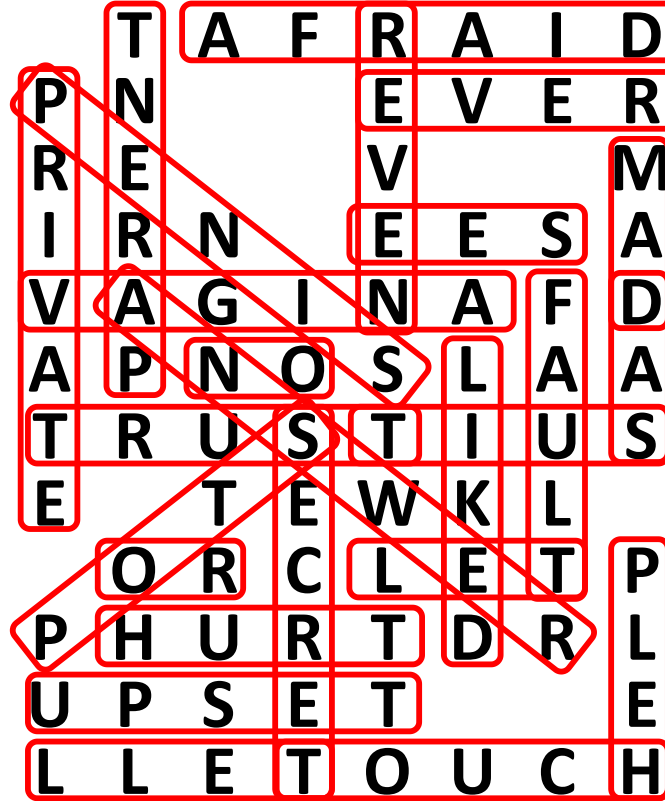 T A F R A I D
P N E V E R
R E V M
I R N E E S A
V A G I N A F D
A P N O S L A A
T R U S T I U S
E T E W K L
O R C L E T P
P H U R T D R L
U P S E T E
L L E T O U C H